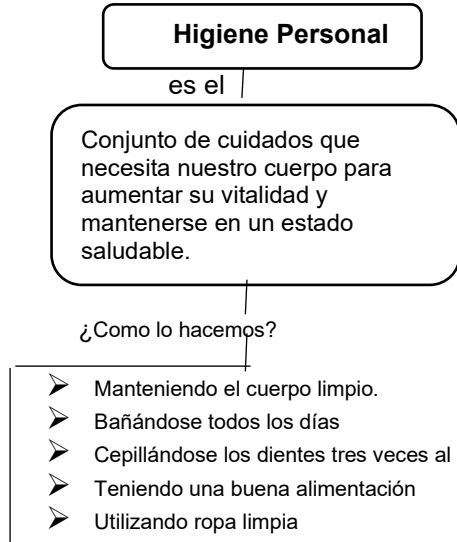 Higiene Personal
es el
Conjunto de cuidados que
necesita nuestro cuerpo para
aumentar su vitalidad y
mantenerse en un estado
saludable.
¿Como lo hacemos?
Manteniendo el cuerpo limpio.
Bañándose todos los días
Cepillándose los dientes tres veces al
Teniendo una buena alimentación
Utilizando ropa limpia